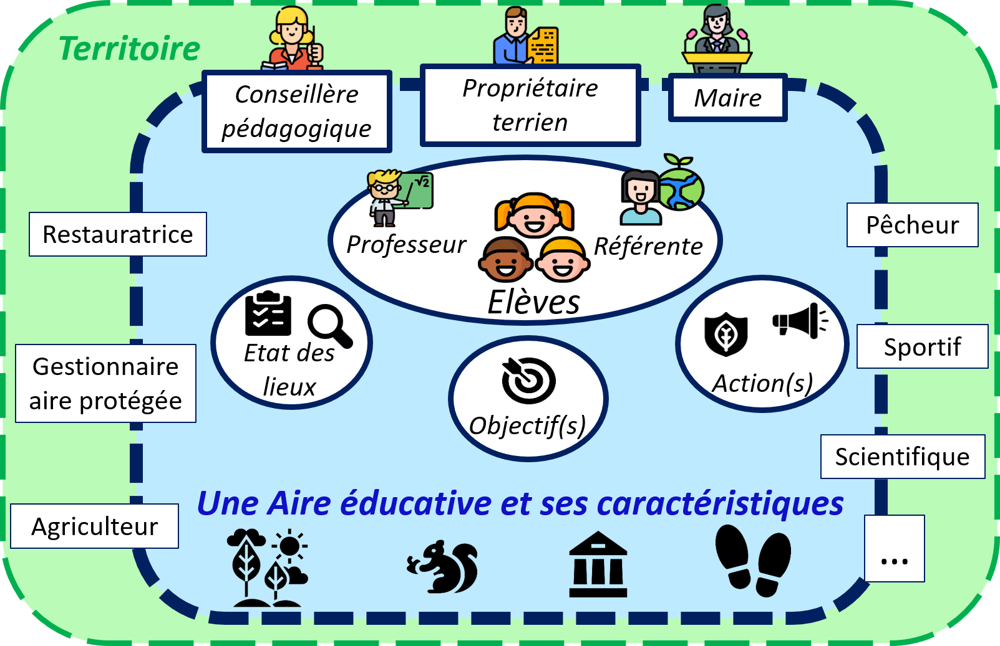 Territoire
Conseillère
pédagogique
Propriétaire
terrien
Maire
√2
Professeur
Référente
Elèves
Restauratrice
Pêcheur
Etat des
lieux
Objectif(s)
Action(s)
Sportif
Gestionnaire
aire protégée
Scientifique
Une Aire éducative et ses caractéristiques
Agriculteur
...